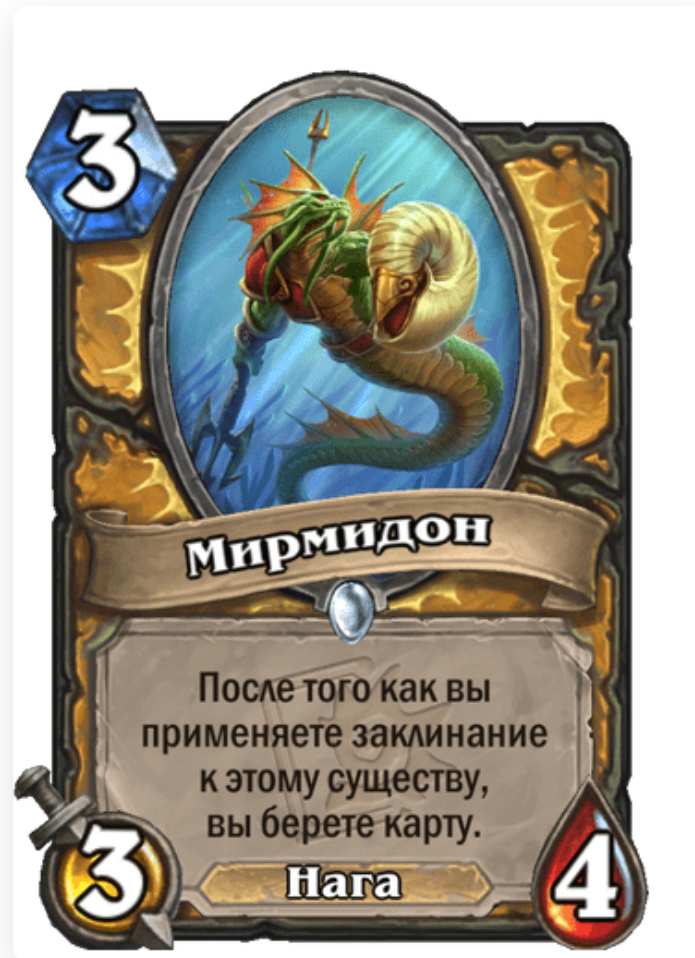 3
Мирмидон
После того как вы
применяете заклинание
к этому существу,
вы берете карту.
3
Нага
4